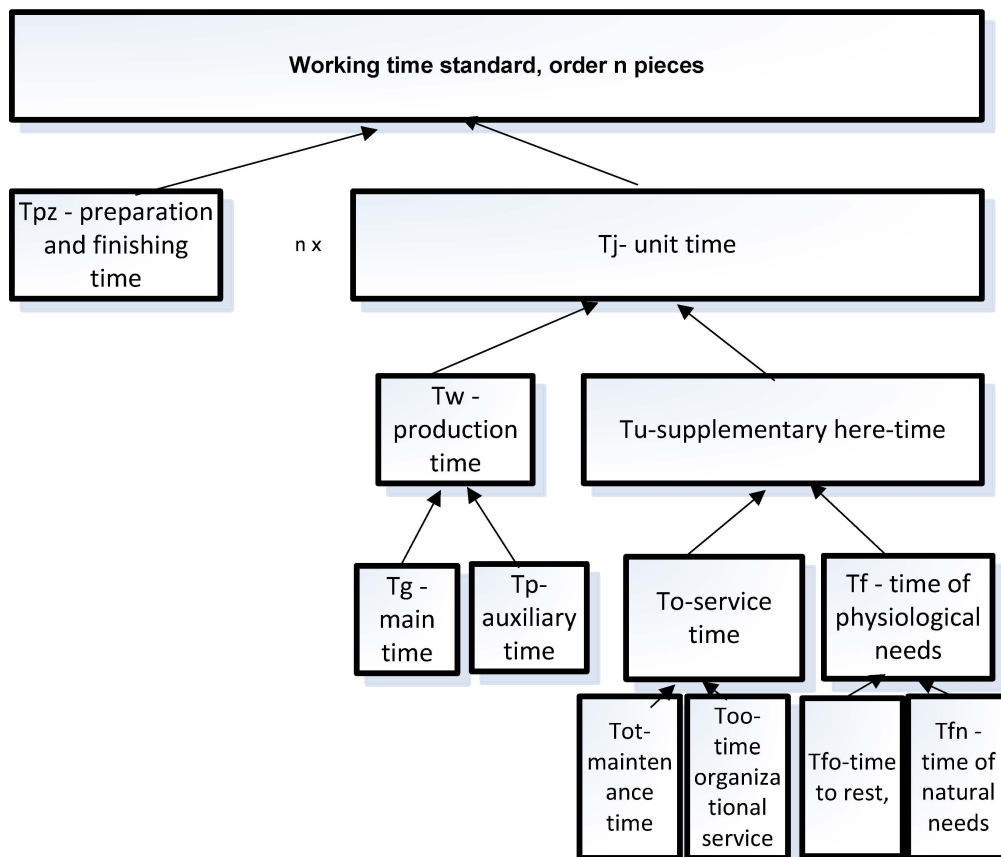 Working time standard, order n pieces
Tpz - preparation
and finishing
time
n x
Tj- unit time
Tw -
production
time
Tu-supplementary here-time
Tg -
main
time
Tp-
auxiliary
time
To-service
time
Tf - time of
physiological
needs
Tot-
mainten
ance
time
Too-
time
organiza
tional
service
Tfo-time
to rest,
Tfn -
time of
natural
needs